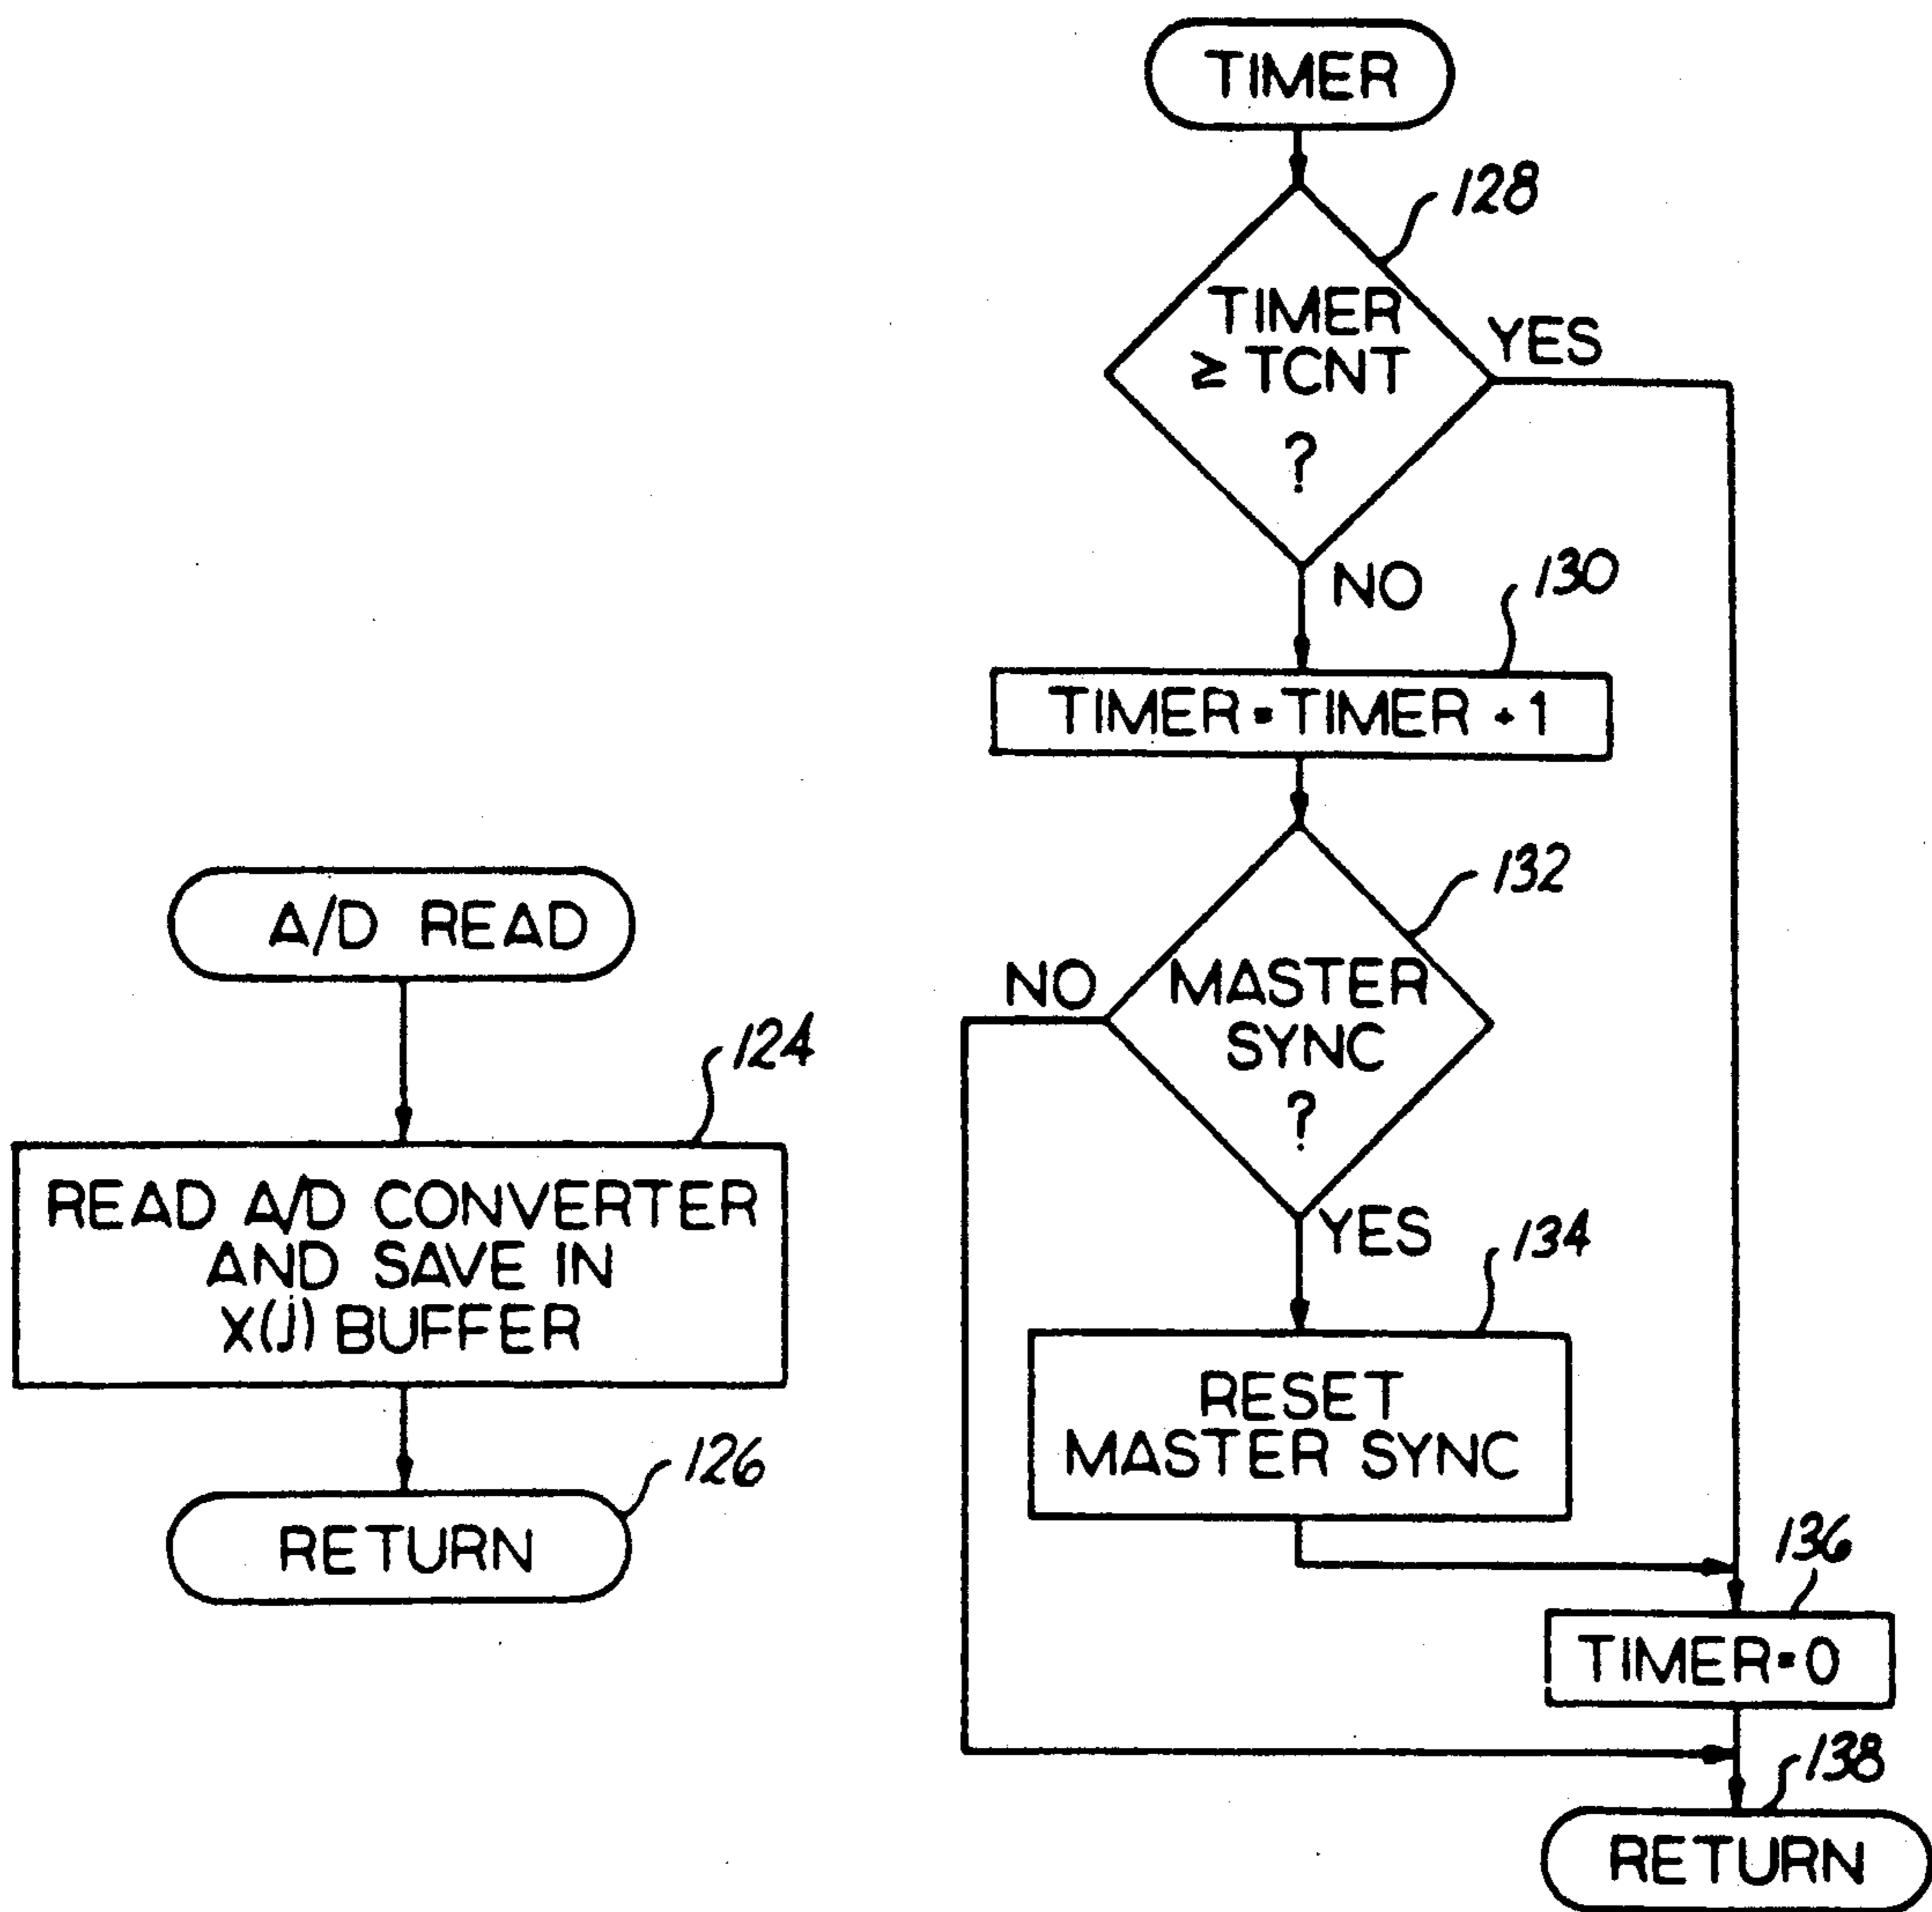 A/D READ
124
READ A/D CONVERTER
AND SAVE IN
X(j) BUFFER
126
RETURN
TIMER
128
TIMER
≥ TCNT
?
YES
NO
130
TIMER=TIMER +1
132
MASTER
SYNC
?
NO
YES
134
RESET
MASTER SYNC
136
TIMER=0
138
RETURN